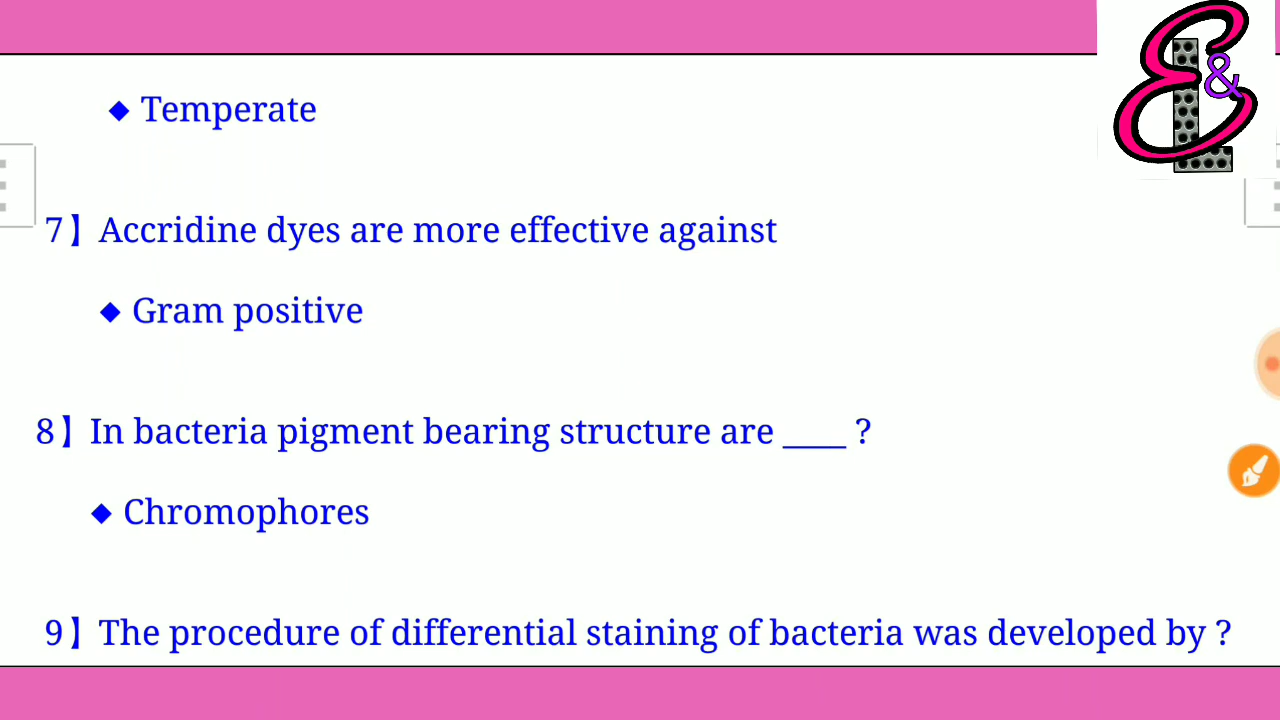 ◆ Temperate
7】Accridine dyes are more effective against
◆ Gram positive
8】In bacteria pigment bearing structure are ____ ?
◆ Chromophores
9】The procedure of differential staining of bacteria was developed by ?
E & L